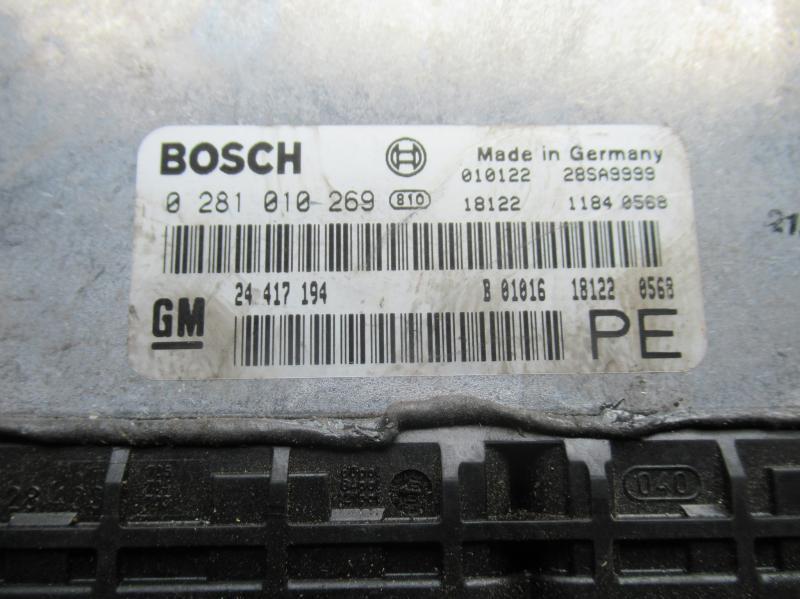 BOSCH
Made in Germany
010122 28SA9999
0 281 010 269 810
18122 1184 0568
GM
24 417 194
B 01016 18122 0568
PE
040